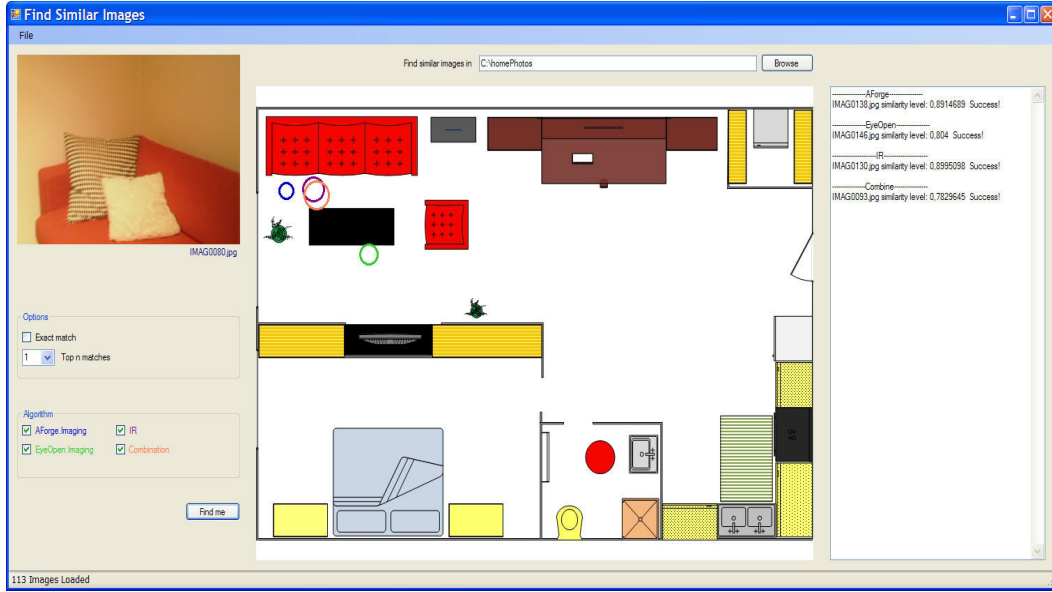 Find Similar Images
File
Find similar images in C:\homePhotos Browse
IMAG0080.jpg
Options
Exact match
1 Top n matches
Algorithm
AForge.Imaging IR
EyeOpen.Imaging Combination
Find me
--------------AForge--------------
IMAG0138.jpg similarity level: 0,8914689 Success!
--------------EyeOpen--------------
IMAG0146.jpg similarity level: 0,804 Success!
------------------IR------------------
IMAG0130.jpg similarity level: 0,8995098 Success!
--------------Combine--------------
IMAG0093.jpg similarity level: 0,7829645 Success!
113 Images Loaded